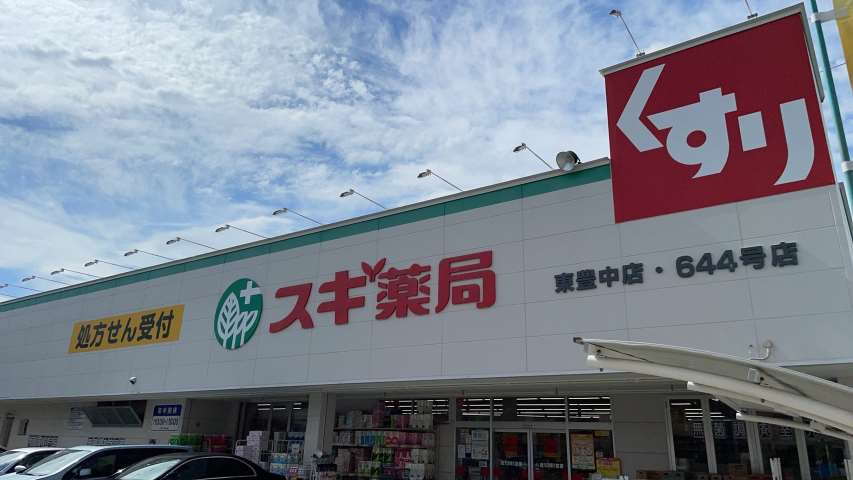 くすり
スギ薬局
東豊中店・644号店
処方せん受付